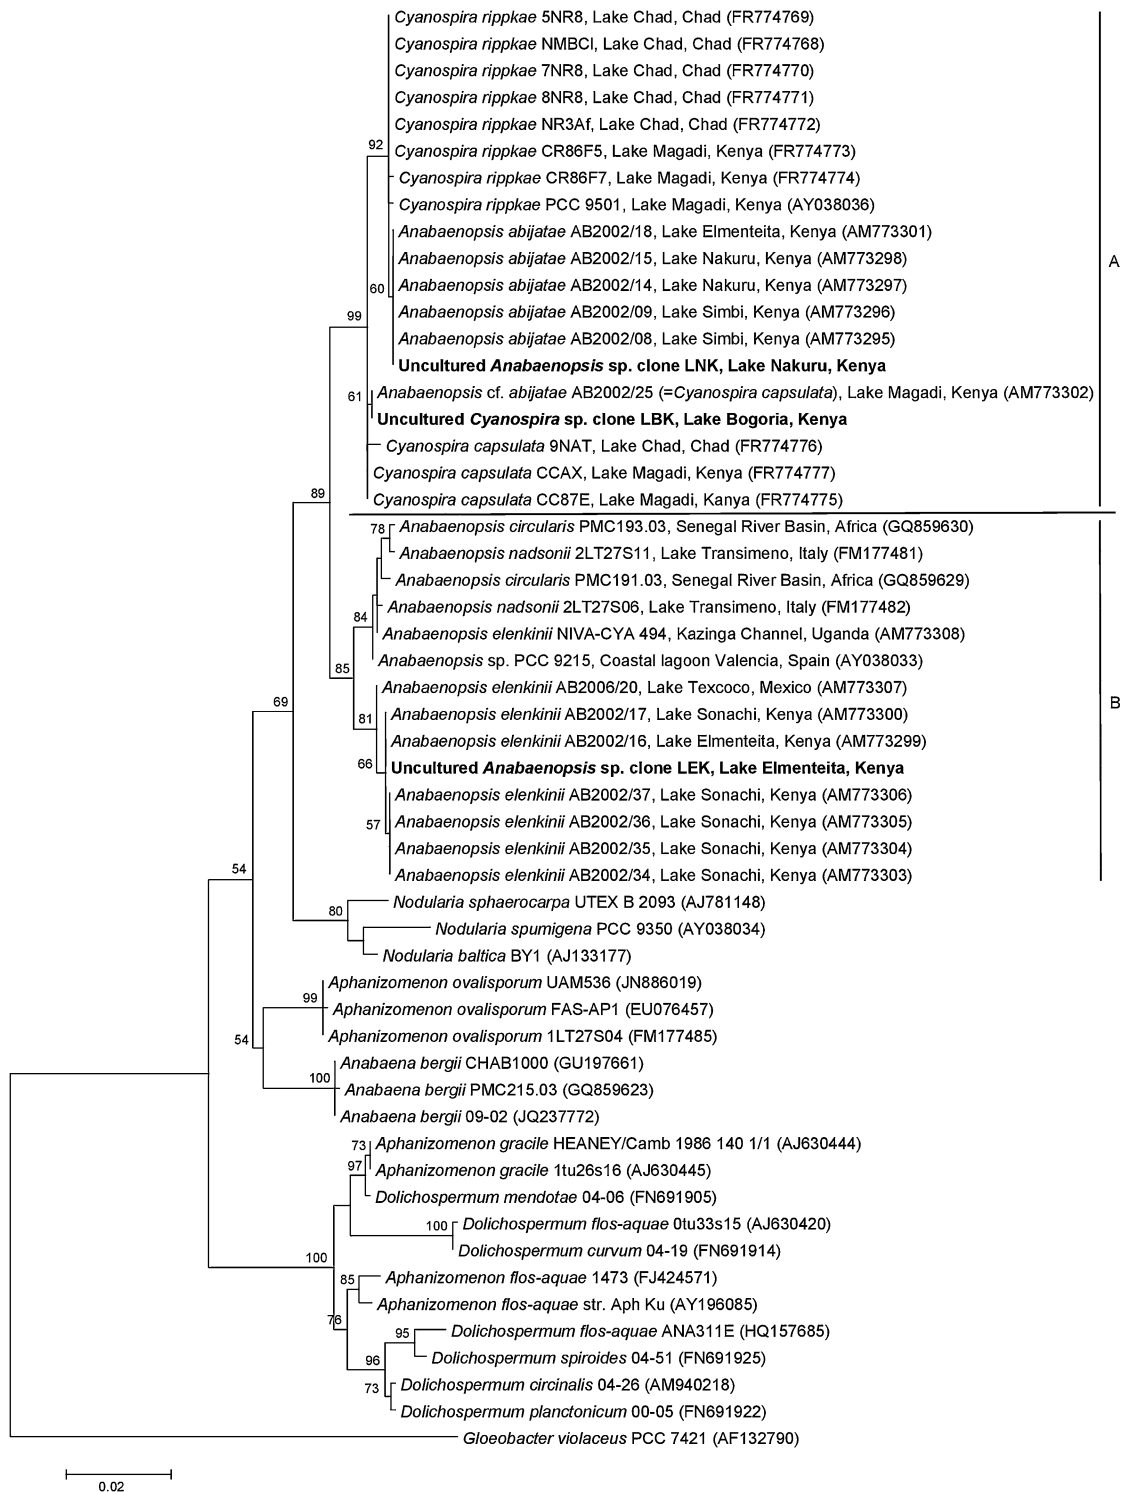 Cyanospira rippkae 5NR8, Lake Chad, Chad (FR774769)
Cyanospira rippkae NMBCl, Lake Chad, Chad (FR774768)
Cyanospira rippkae 7NR8, Lake Chad, Chad (FR774770)
Cyanospira rippkae 8NR8, Lake Chad, Chad (FR774771)
Cyanospira rippkae NR3Af, Lake Chad, Chad (FR774772)
92
Cyanospira rippkae CR86F5, Lake Magadi, Kenya (FR774773)
Cyanospira rippkae CR86F7, Lake Magadi, Kenya (FR774774)
Cyanospira rippkae PCC 9501, Lake Magadi, Kenya (AY038036)
Anabaenopsis abijatae AB2002/18, Lake Elmenteita, Kenya (AM773301)
Anabaenopsis abijatae AB2002/15, Lake Nakuru, Kenya (AM773298)
A
Anabaenopsis abijatae AB2002/14, Lake Nakuru, Kenya (AM773297)
60
Anabaenopsis abijatae AB2002/09, Lake Simbi, Kenya (AM773296)
99
Anabaenopsis abijatae AB2002/08, Lake Simbi, Kenya (AM773295)
Uncultured Anabaenopsis sp. clone LNK, Lake Nakuru, Kenya
Anabaenopsis cf. abijatae AB2002/25 (=Cyanospira capsulata), Lake Magadi, Kenya (AM773302)
61
Uncultured Cyanospira sp. clone LBK, Lake Bogoria, Kenya
Cyanospira capsulata 9NAT, Lake Chad, Chad (FR774776)
Cyanospira capsulata CCAX, Lake Magadi, Kenya (FR774777)
89
Cyanospira capsulata CC87E, Lake Magadi, Kanya (FR774775)
78
Anabaenopsis circularis PMC193.03, Senegal River Basin, Africa (GQ859630)
Anabaenopsis nadsonii 2LT27S11, Lake Transimeno, Italy (FM177481)
Anabaenopsis circularis PMC191.03, Senegal River Basin, Africa (GQ859629)
Anabaenopsis nadsonii 2LT27S06, Lake Transimeno, Italy (FM177482)
84
Anabaenopsis elenkinii NIVA-CYA 494, Kazinga Channel, Uganda (AM773308)
Anabaenopsis sp. PCC 9215, Coastal lagoon Valencia, Spain (AY038033)
85
Anabaenopsis elenkinii AB2006/20, Lake Texcoco, Mexico (AM773307)
69
B
Anabaenopsis elenkinii AB2002/17, Lake Sonachi, Kenya (AM773300)
81
Anabaenopsis elenkinii AB2002/16, Lake Elmenteita, Kenya (AM773299)
66
Uncultured Anabaenopsis sp. clone LEK, Lake Elmenteita, Kenya
Anabaenopsis elenkinii AB2002/37, Lake Sonachi, Kenya (AM773306)
Anabaenopsis elenkinii AB2002/36, Lake Sonachi, Kenya (AM773305)
57
Anabaenopsis elenkinii AB2002/35, Lake Sonachi, Kenya (AM773304)
54
Anabaenopsis elenkinii AB2002/34, Lake Sonachi, Kenya (AM773303)
Nodularia sphaerocarpa UTEX B 2093 (AJ781148)
80
Nodularia spumigena PCC 9350 (AY038034)
Nodularia baltica BY1 (AJ133177)
Aphanizomenon ovalisporum UAM536 (JN886019)
99
Aphanizomenon ovalisporum FAS-AP1 (EU076457)
54
Aphanizomenon ovalisporum 1LT27S04 (FM177485)
Anabaena bergii CHAB1000 (GU197661)
100
Anabaena bergii PMC215.03 (GQ859623)
Anabaena bergii 09-02 (JQ237772)
73
Aphanizomenon gracile HEANEY/Camb 1986 140 1/1 (AJ630444)
97
Aphanizomenon gracile 1tu26s16 (AJ630445)
Dolichospermum mendotae 04-06 (FN691905)
100
Dolichospermum flos-aquae 0tu33s15 (AJ630420)
Dolichospermum curvum 04-19 (FN691914)
100
Aphanizomenon flos-aquae 1473 (FJ424571)
85
Aphanizomenon flos-aquae str. Aph Ku (AY196085)
76
Dolichospermum flos-aquae ANA311E (HQ157685)
95
Dolichospermum spiroides 04-51 (FN691925)
96
Dolichospermum circinalis 04-26 (AM940218)
73
Dolichospermum planctonicum 00-05 (FN691922)
Gloeobacter violaceus PCC 7421 (AF132790)
0.02